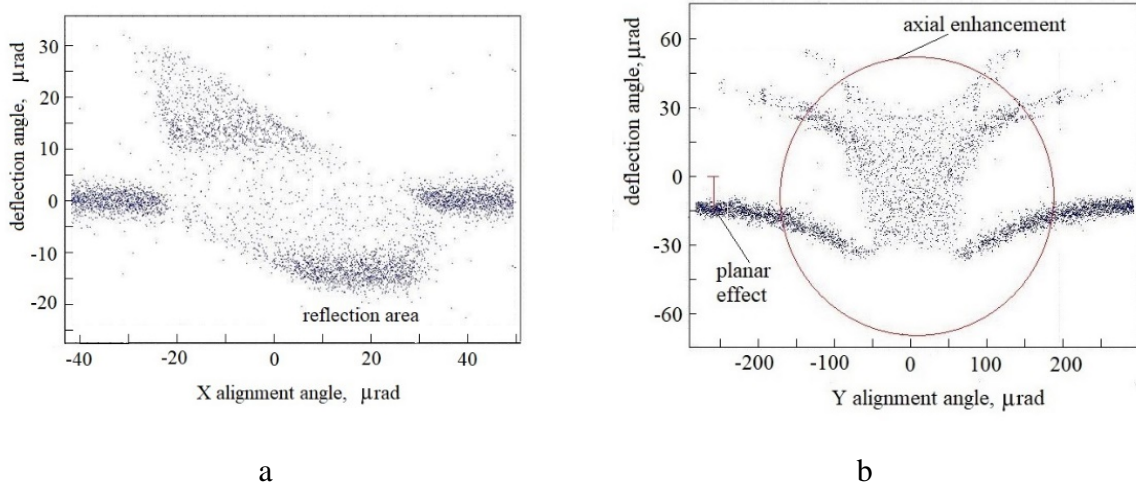 deflection angle, μrad
30
20
10
0
-10
-20
reflection area
-40
-20
0
20
40
X alignment angle, μrad
a
deflection angle, μrad
60
30
0
-30
-60
axial enhancement
planar
effect
-200
-100
0
100
200
Y alignment angle, μrad
b